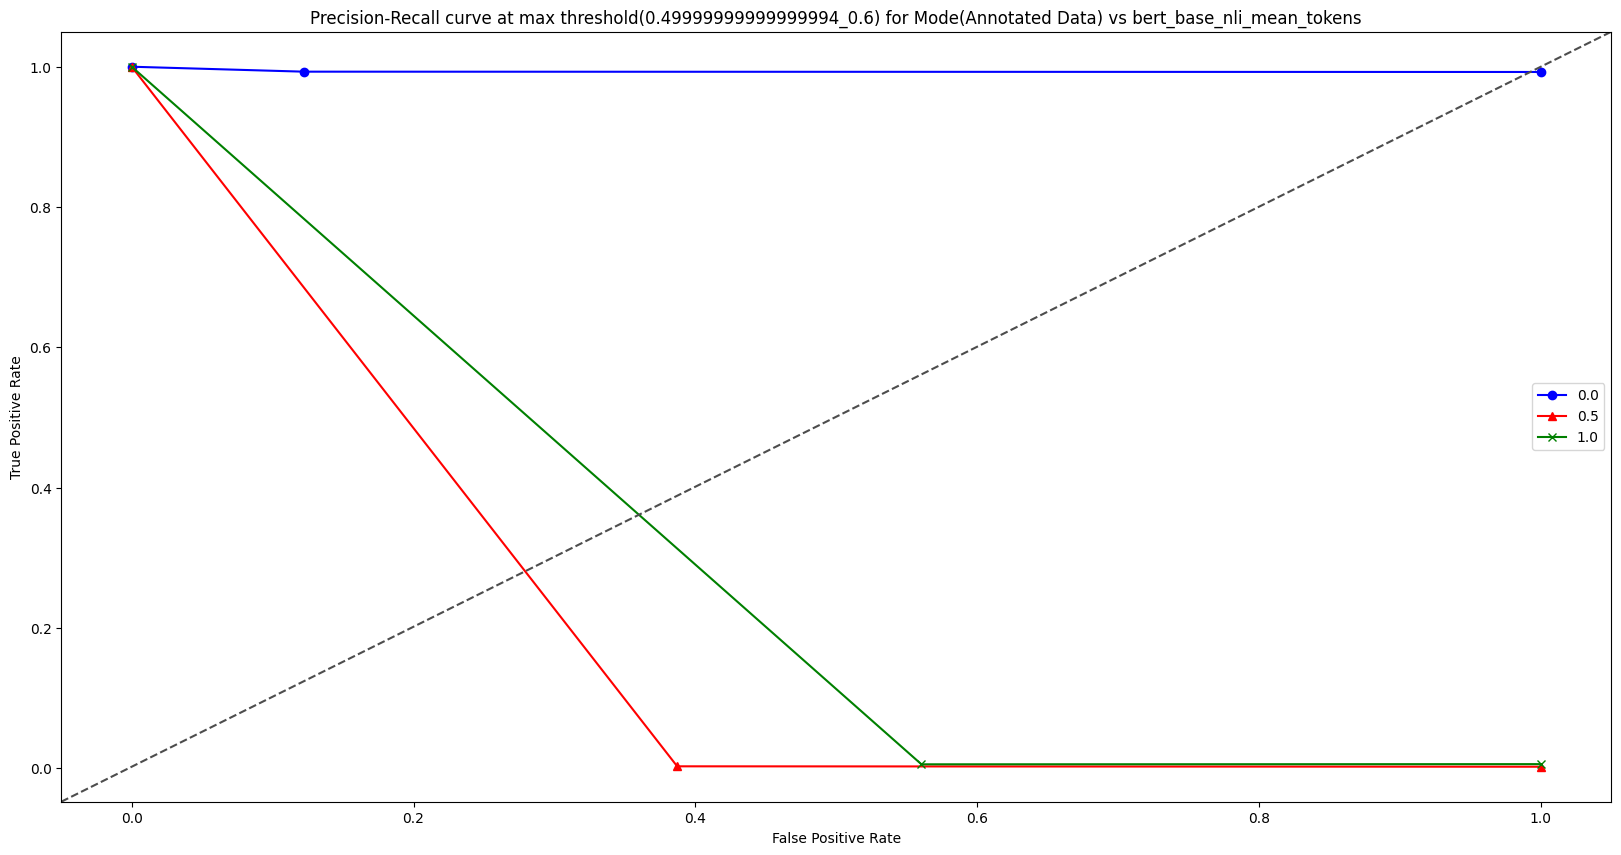 Precision-Recall curve at max threshold(0.49999999999999994_0.6) for Mode(Annotated Data) vs bert_base_nli_mean_tokens
True Positive Rate
1.0
0.8
0.6
0.4
0.2
0.0
0.0
0.5
1.0
0.0 0.2 0.4 0.6 0.8 1.0
False Positive Rate